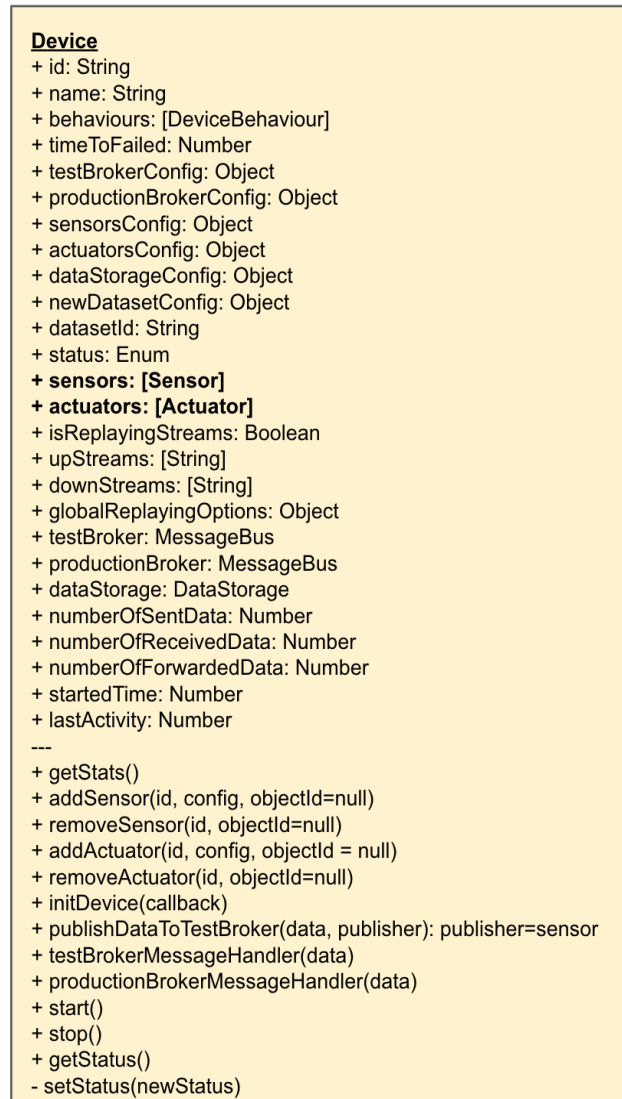 Device
+ id: String
+ name: String
+ behaviours: [DeviceBehaviour]
+ timeToFailed: Number
+ testBrokerConfig: Object
+ productionBrokerConfig: Object
+ sensorsConfig: Object
+ actuatorsConfig: Object
+ dataStorageConfig: Object
+ newDatasetConfig: Object
+ datasetId: String
+ status: Enum
+ sensors: [Sensor]
+ actuators: [Actuator]
+ isReplayingStreams: Boolean
+ upStreams: [String]
+ downStreams: [String]
+ globalReplayingOptions: Object
+ testBroker: MessageBus
+ productionBroker: MessageBus
+ dataStorage: DataStorage
+ numberOfSentData: Number
+ numberOfReceivedData: Number
+ numberOfForwardedData: Number
+ startedTime: Number
+ lastActivity: Number
---
+ getStats()
+ addSensor(id, config, objectId=null)
+ removeSensor(id, objectId=null)
+ addActuator(id, config, objectId = null)
+ removeActuator(id, objectId=null)
+ initDevice(callback)
+ publishDataToTestBroker(data, publisher): publisher=sensor
+ testBrokerMessageHandler(data)
+ productionBrokerMessageHandler(data)
+ start()
+ stop()
+ getStatus()
- setStatus(newStatus)